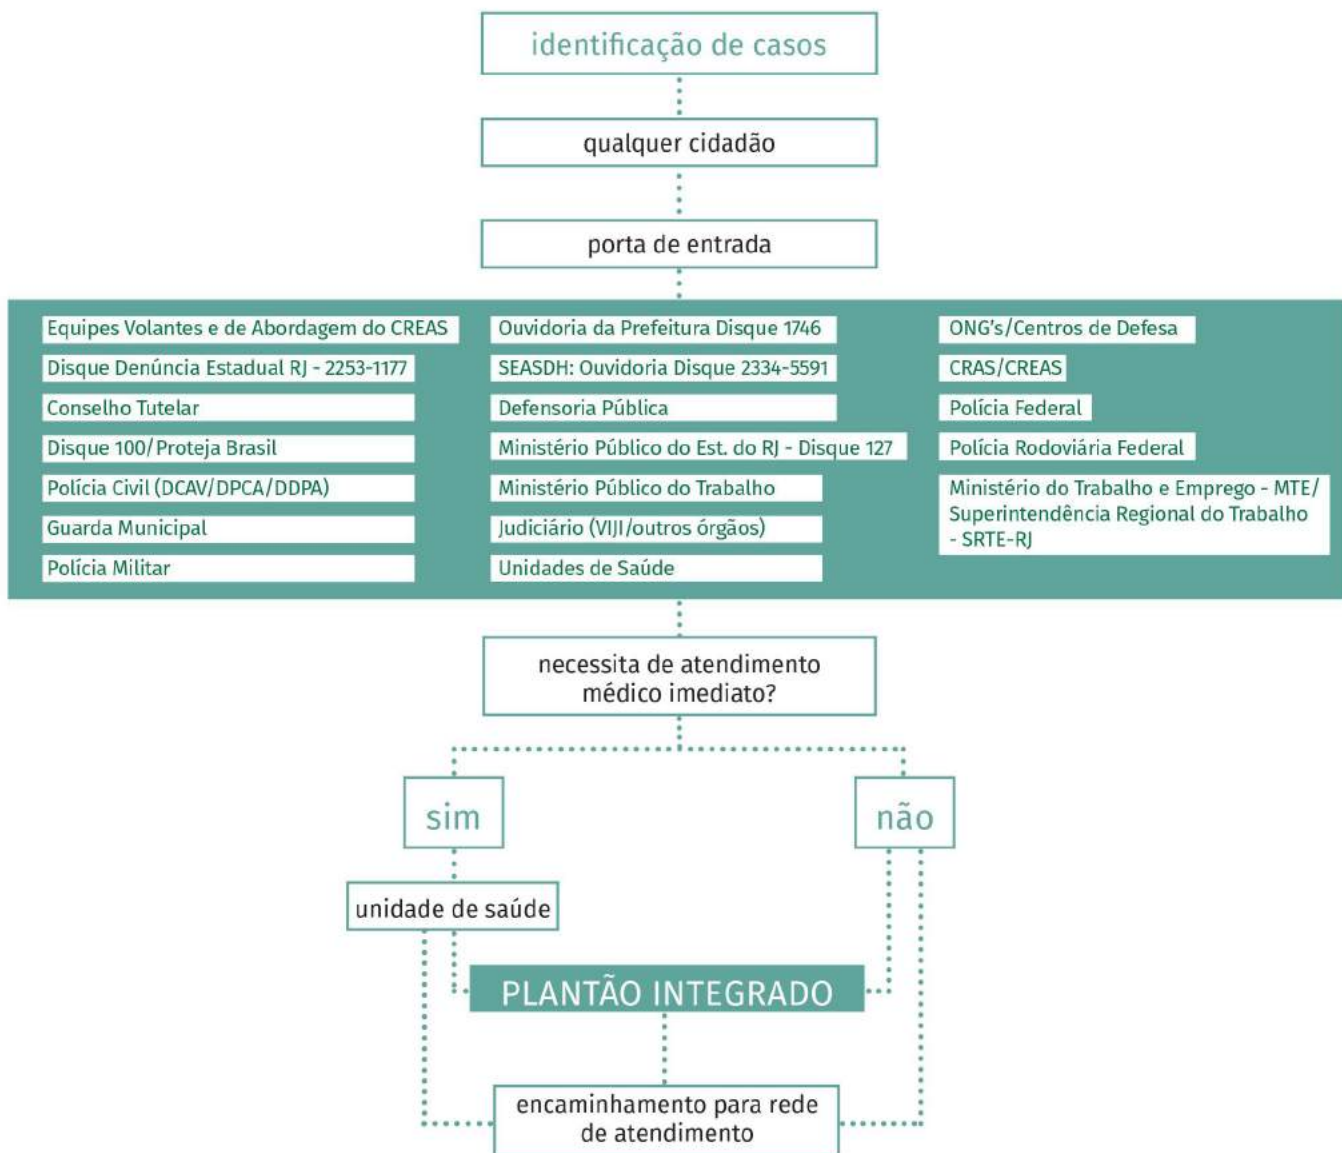 identificação de casos
qualquer cidadão
porta de entrada
Equipes Volantes e de Abordagem do CREAS
Disque Denúncia Estadual RJ - 2253-1177
Conselho Tutelar
Disque 100/Proteja Brasil
Polícia Civil (DCAV/DPCA/DDPA)
Guarda Municipal
Polícia Militar
Ouvidoria da Prefeitura Disque 1746
SEASDH: Ouvidoria Disque 2334-5591
Defensoria Pública
Ministério Público do Est. do RJ - Disque 127
Ministério Público do Trabalho
Judiciário (VIJI/outros órgãos)
Unidades de Saúde
ONG's/Centros de Defesa
CRAS/CREAS
Polícia Federal
Polícia Rodoviária Federal
Ministério do Trabalho e Emprego - MTE/
Superintendência Regional do Trabalho
- SRTE-RJ
necessita de atendimento
médico imediato?
sim
não
unidade de saúde
PLANTÃO INTEGRADO
encaminhamento para rede
de atendimento